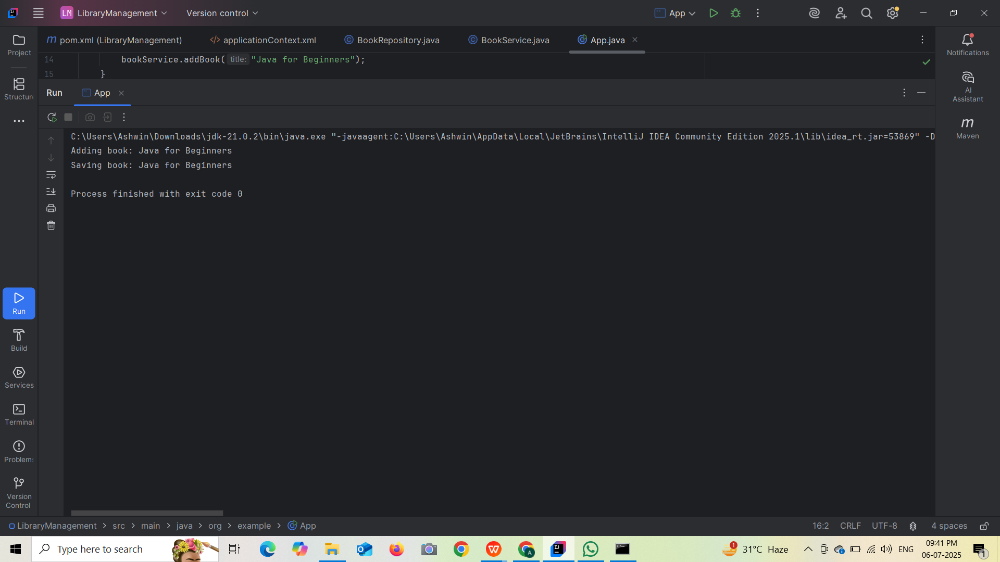 LM LibraryManagement Version control App
Project
pom.xml (LibraryManagement) applicationContext.xml BookRepository.java BookService.java App.java
Notifications
14 bookService.addBook( title: "Java for Beginners");
15 }
Structure
Run App
AI
Assistant
Maven
C:\Users\Ashwin\Downloads\jdk-21.0.2\bin\java.exe "-javaagent:C:\Users\Ashwin\AppData\Local\JetBrains\IntelliJ IDEA Community Edition 2025.1\lib\idea_rt.jar=53869" -D
Adding book: Java for Beginners
Saving book: Java for Beginners
Process finished with exit code 0
Run
Build
Services
Terminal
Problems
Version
Control
LibraryManagement > src > main > java > org > example > App 16:2 CRLF UTF-8 4 spaces
Type here to search 1 31°C Haze ENG 09:41 PM
06-07-2025 1